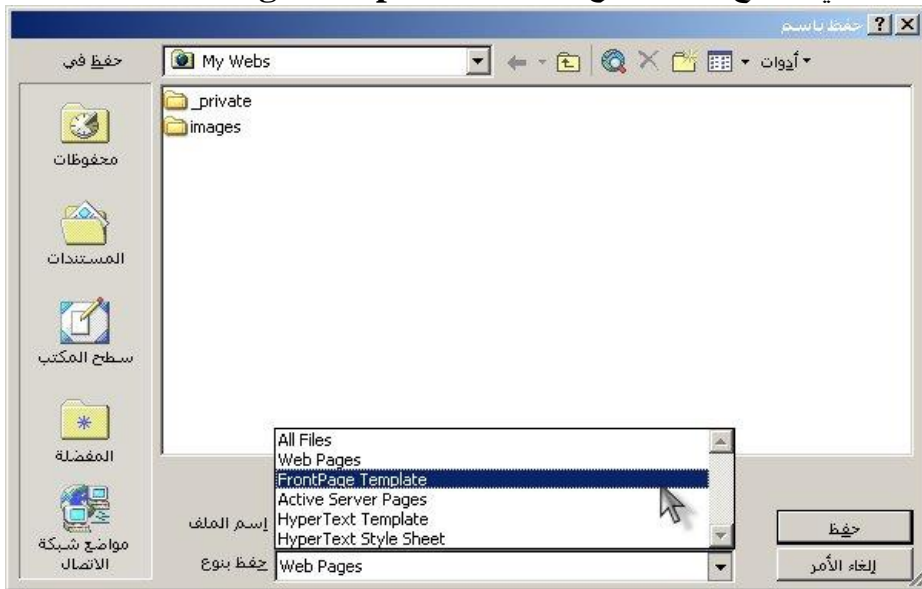 حفظ باسم
حفظ في
My Webs
أدوات
_private
images
محفوظات
المستندات
سطح المكتب
المفضلة
مواضع شبكة
الاتصال
All Files
Web Pages
FrontPage Template
Active Server Pages
HyperText Template
HyperText Style Sheet
إسم الملف
حفظ بنوع
Web Pages
حفظ
إلغاء الأمر